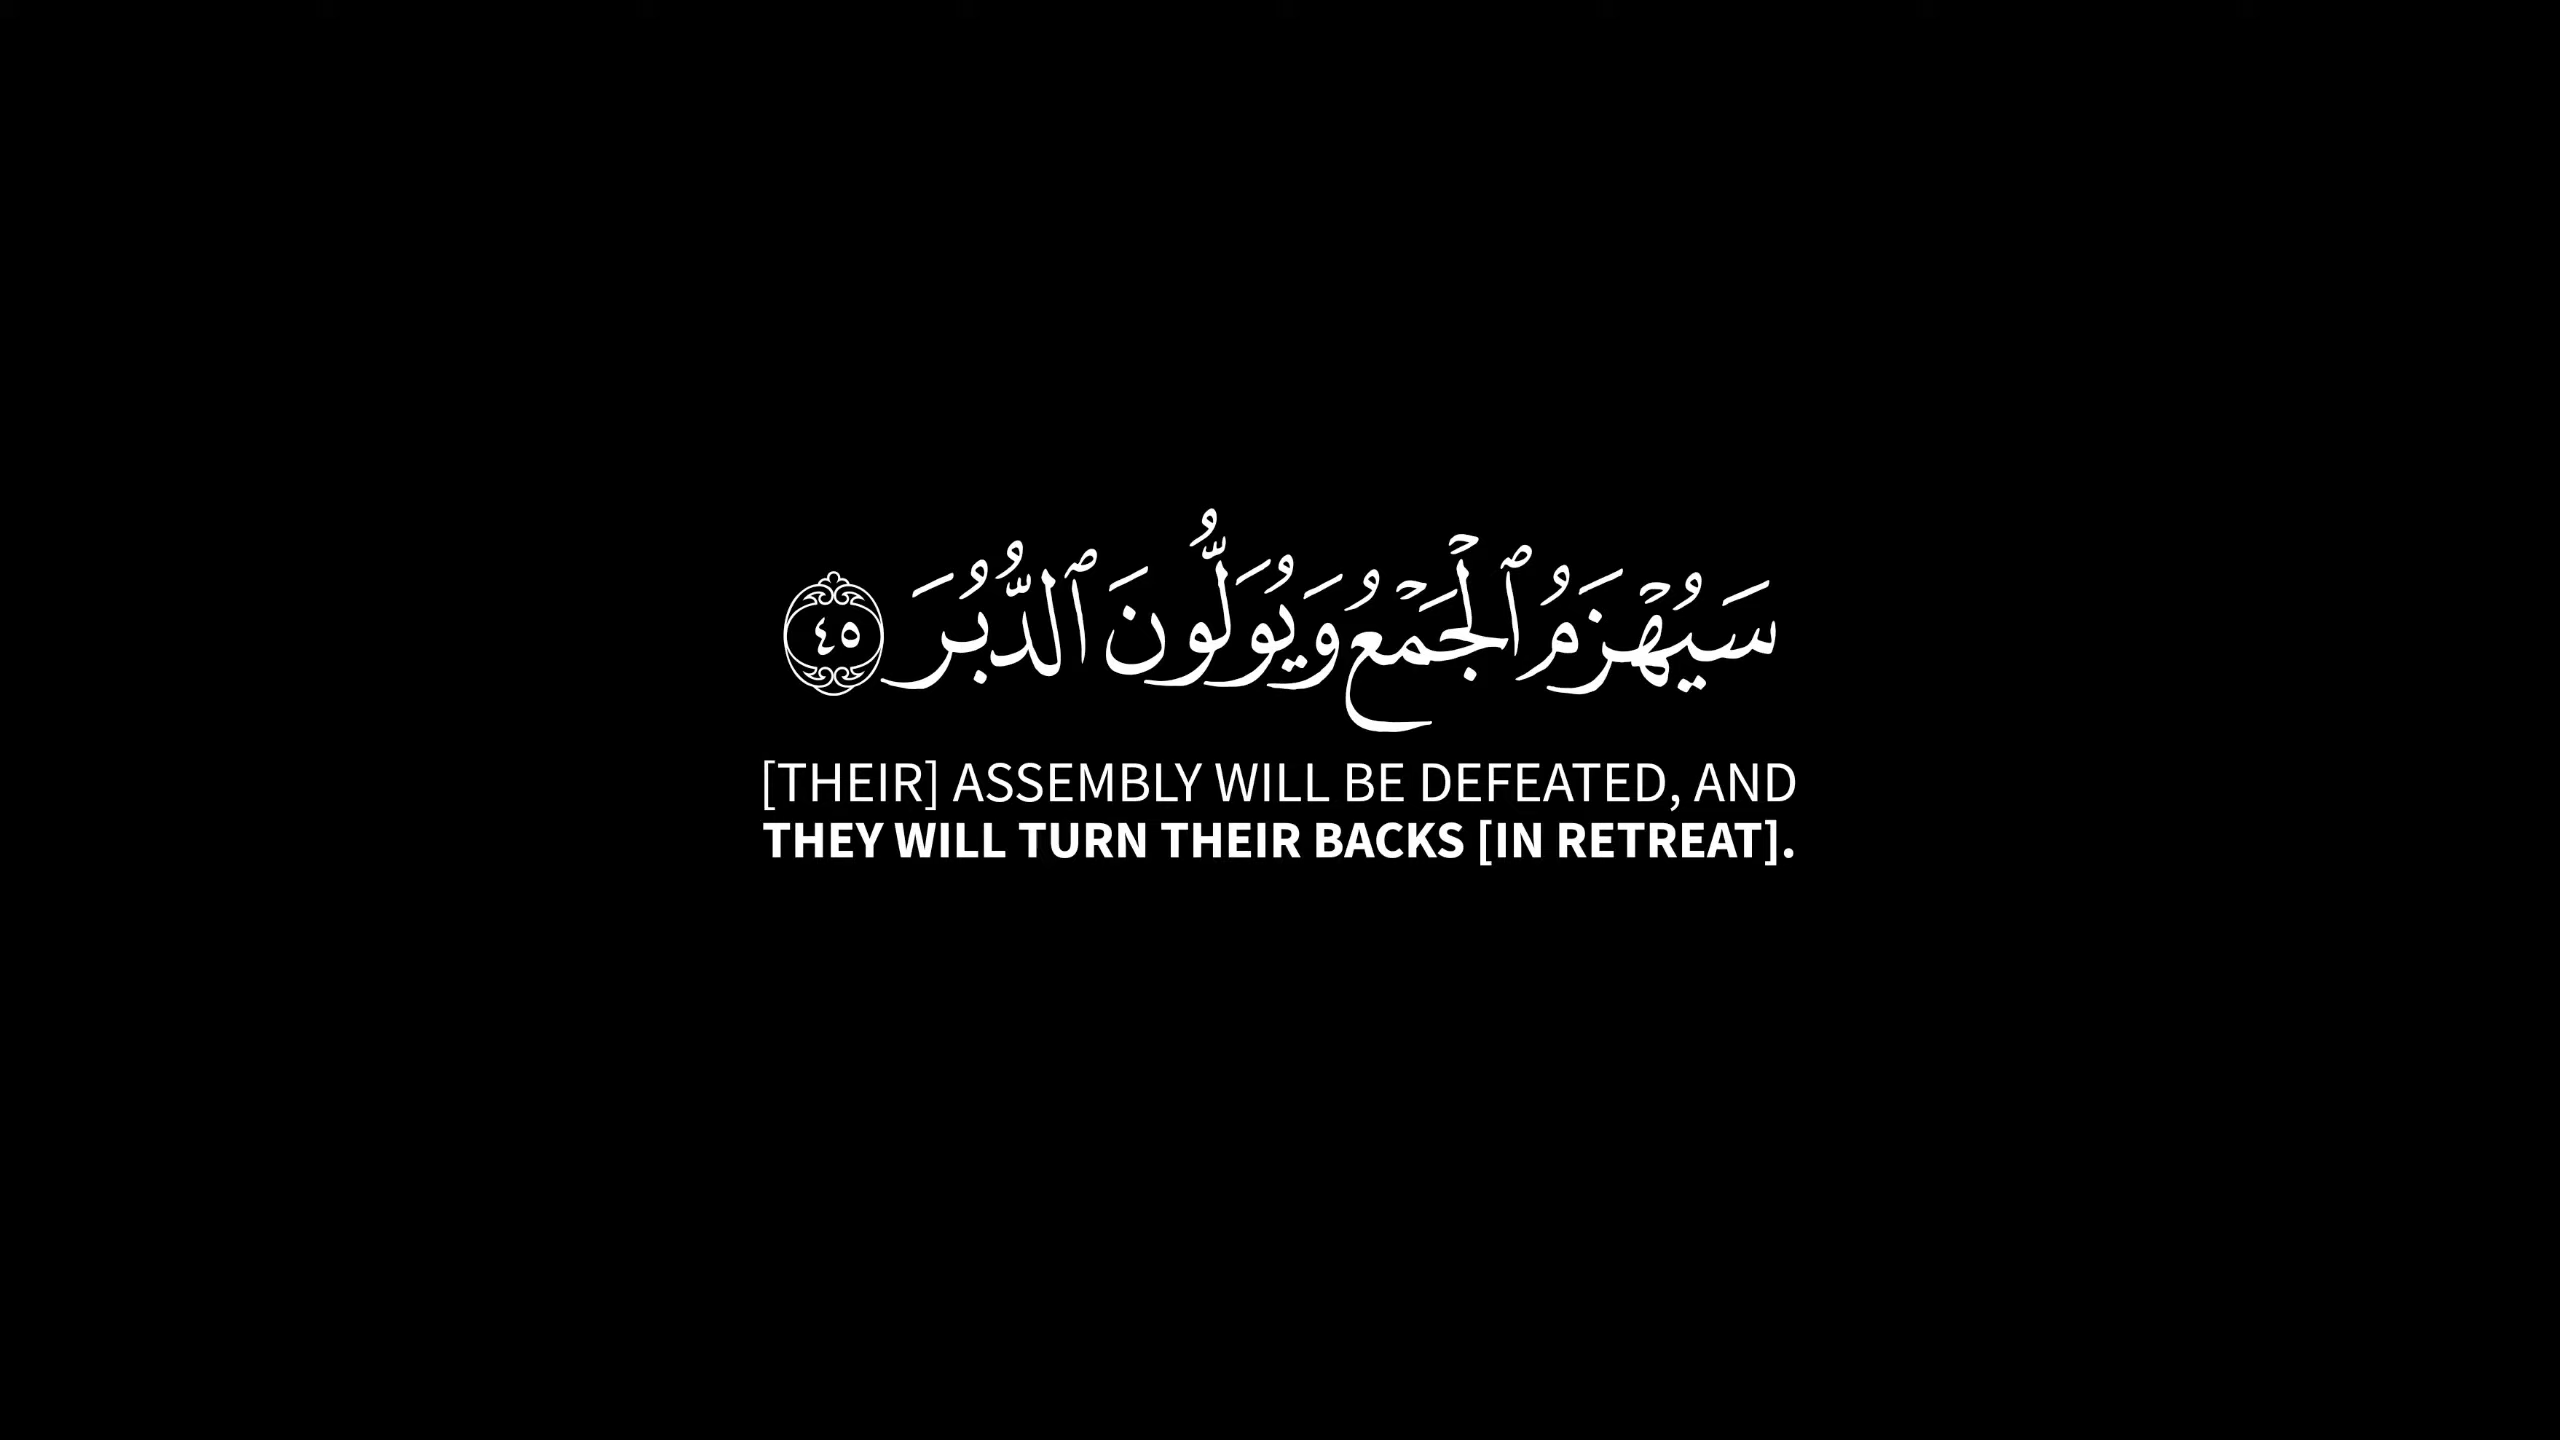 سَيُهۡزَمُ ٱلۡجَمۡعُ وَيُوَلُّونَ ٱلدُّبُرَ ٤٥
[THEIR] ASSEMBLY WILL BE DEFEATED, AND
THEY WILL TURN THEIR BACKS [IN RETREAT].